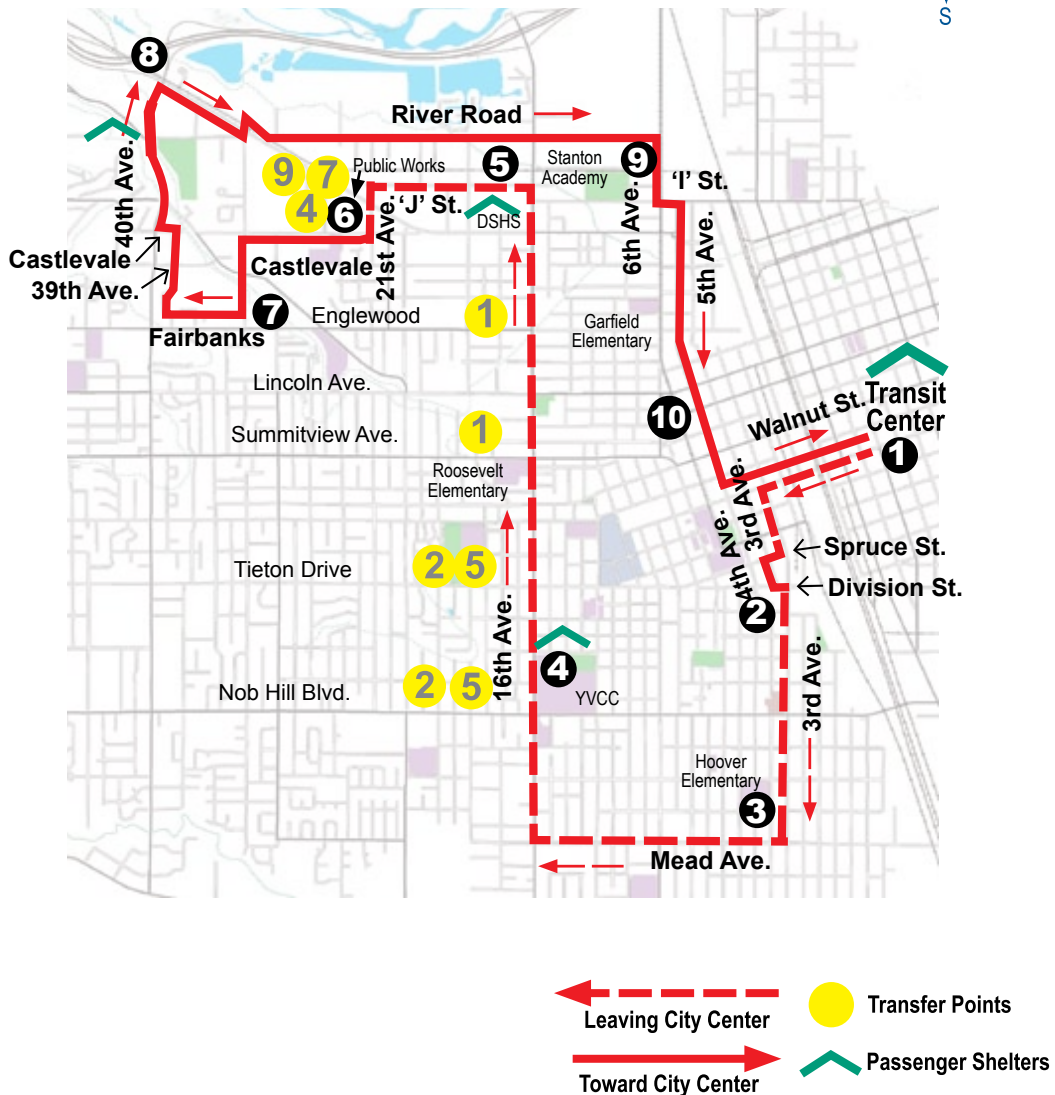 S
8
River Road
40th Ave.
9
7
4
Public Works
6
5
Stanton
Academy
9
'I' St.
'J' St.
DSHS
21st Ave.
6th Ave.
5th Ave.
Castlevale
39th Ave.
Castlevale
7
Fairbanks
Englewood
1
Garfield
Elementary
Lincoln Ave.
Summitview Ave.
1
10
Walnut St.
Transit
Center
1
Roosevelt
Elementary
3rd Ave.
4th Ave.
Spruce St.
Division St.
Tieton Drive
2
5
2
16th Ave.
4
YVCC
Nob Hill Blvd.
2
5
3rd Ave.
Hoover
Elementary
3
Mead Ave.
Leaving City Center
Transfer Points
Toward City Center
Passenger Shelters